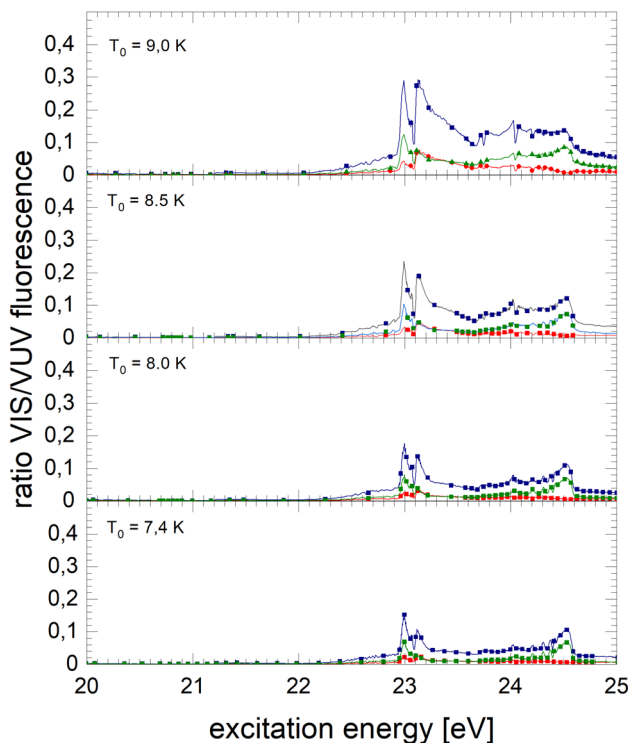 ratio VIS/VUV fluorescence
T0 = 9,0 K
0,4
0,3
0,2
0,1
0
T0 = 8.5 K
0,4
0,3
0,2
0,1
0
T0 = 8.0 K
0,4
0,3
0,2
0,1
0
T0 = 7,4 K
0,4
0,3
0,2
0,1
0
20 21 22 23 24 25
excitation energy [eV]